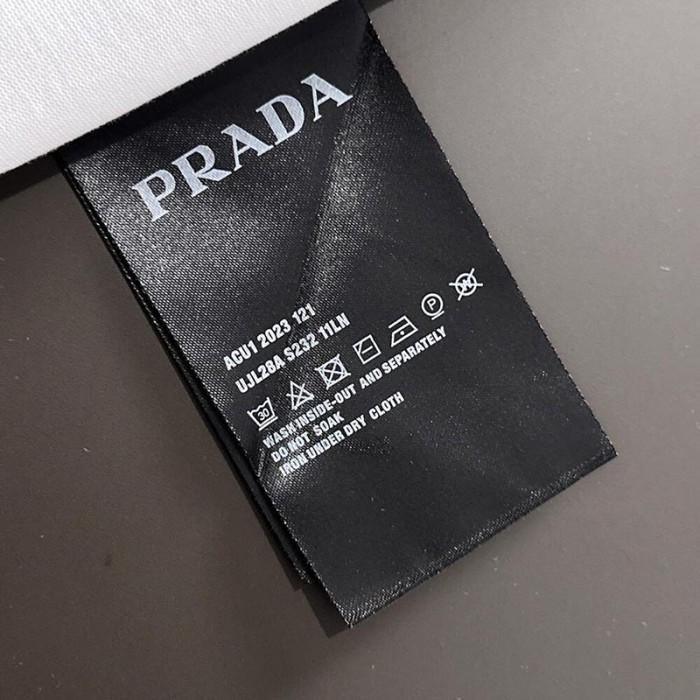 PRADA
ACU1 2023 121
UJL28A S232 11LN
30
P
W
WASH INSIDE-OUT AND SEPARATELY
DO NOT SOAK
IRON UNDER DRY CLOTH